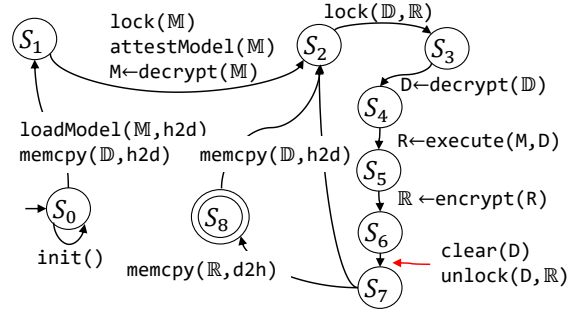 lock(𝕄)
attestModel(𝕄)
M←decrypt(𝕄)
lock(𝔻,ℝ)
S₁
S₂
S₃
D←decrypt(𝔻)
S₄
loadModel(𝕄,h2d)
memcpy(𝔻,h2d)
memcpy(𝔻,h2d)
R←execute(M,D)
S₅
ℝ ←encrypt(R)
S₀
S₈
S₆
init()
memcpy(ℝ,d2h)
clear(D)
unlock(D,ℝ)
S₇